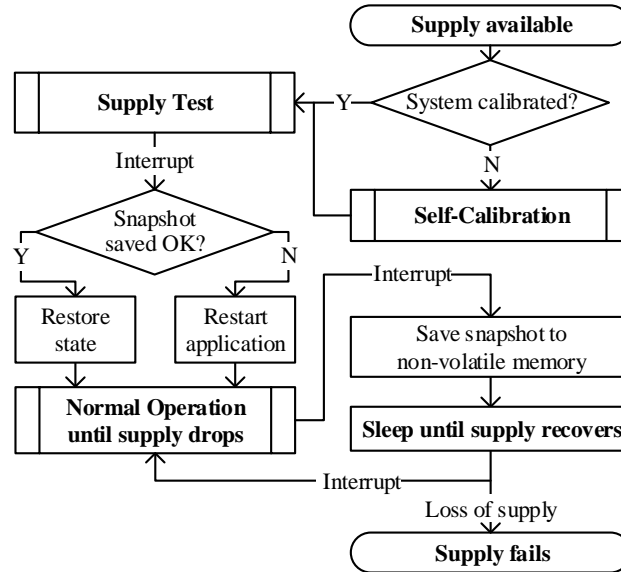 Supply available
System calibrated?
Y
N
Self-Calibration
Supply Test
Interrupt
Snapshot
saved OK?
Y
N
Restore
state
Restart
application
Normal Operation
until supply drops
Interrupt
Save snapshot to
non-volatile memory
Sleep until supply recovers
Interrupt
Loss of supply
Supply fails